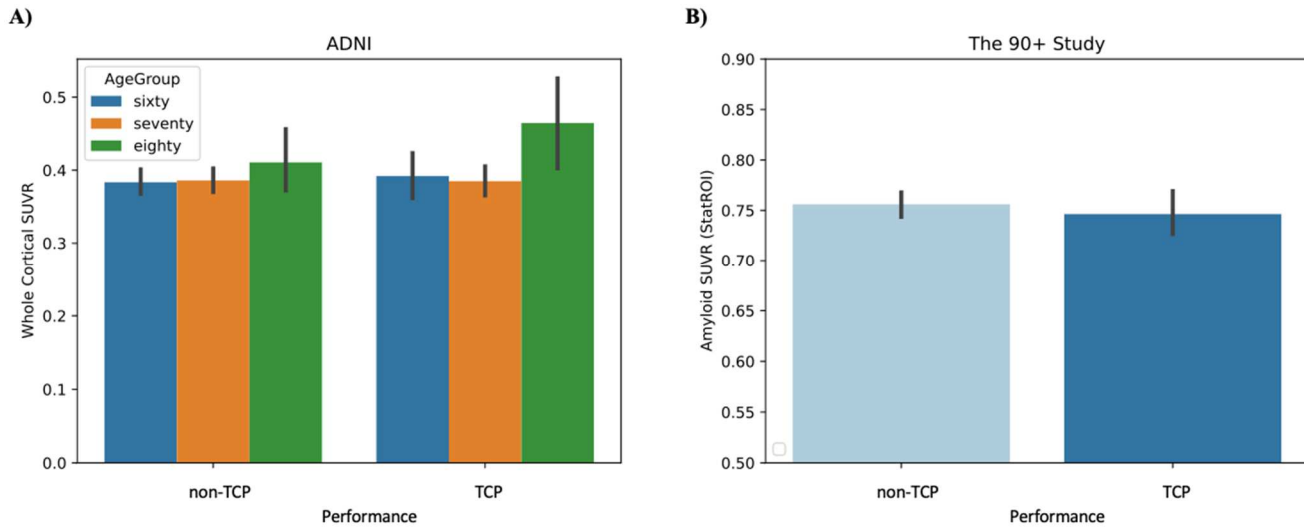 A)
ADNI
AgeGroup
sixty
seventy
eighty
Whole Cortical SUVR
0.5
0.4
0.3
0.2
0.1
0.0
non-TCP
TCP
Performance
B)
The 90+ Study
Amyloid SUVR (StatROI)
0.90
0.85
0.80
0.75
0.70
0.65
0.60
0.55
0.50
non-TCP
TCP
Performance